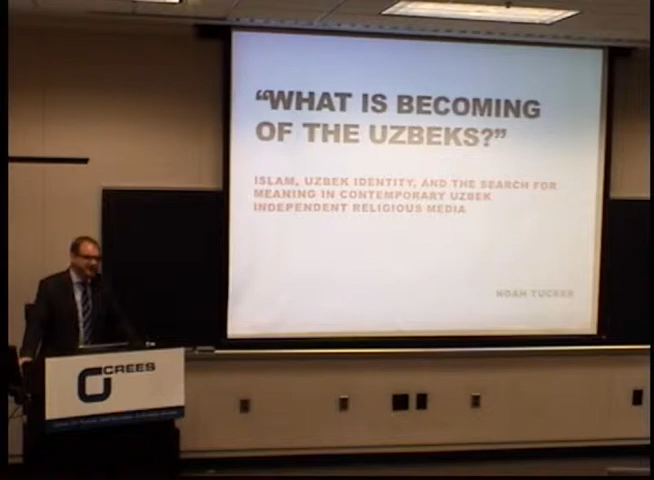 “WHAT IS BECOMING
OF THE UZBEKS?”
ISLAM, UZBEK IDENTITY, AND THE SEARCH FOR
MEANING IN CONTEMPORARY UZBEK
INDEPENDENT RELIGIOUS MEDIA
NOAH TUCKER
CREES